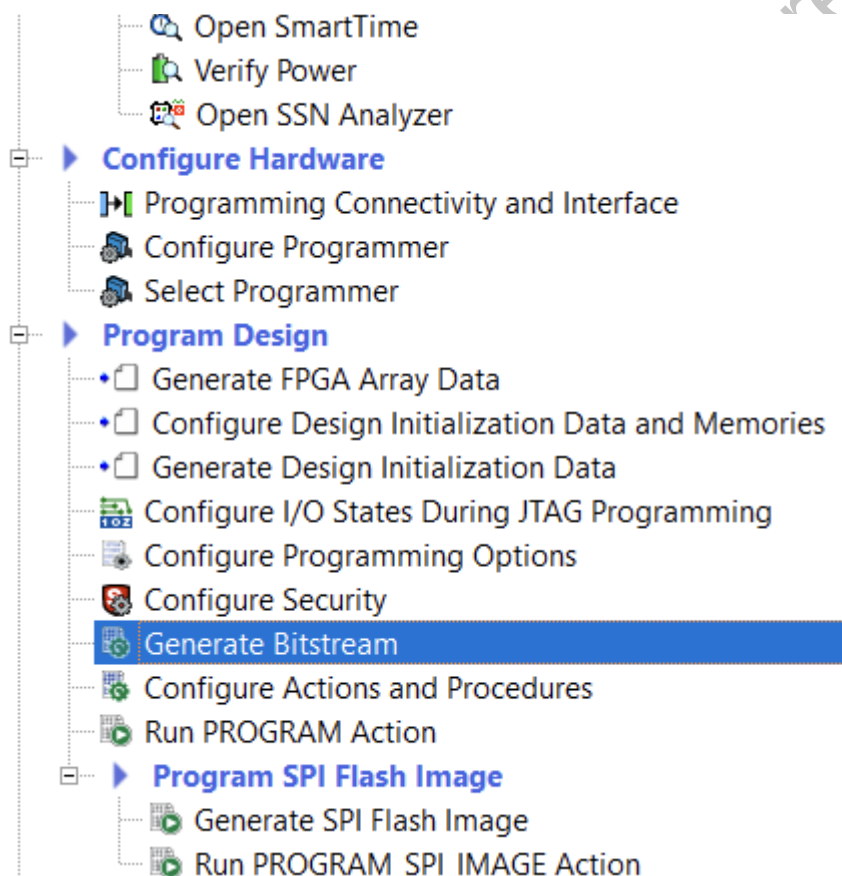 Open SmartTime
Verify Power
Open SSN Analyzer
Configure Hardware
Programming Connectivity and Interface
Configure Programmer
Select Programmer
Program Design
Generate FPGA Array Data
Configure Design Initialization Data and Memories
Generate Design Initialization Data
Configure I/O States During JTAG Programming
Configure Programming Options
Configure Security
Generate Bitstream
Configure Actions and Procedures
Run PROGRAM Action
Program SPI Flash Image
Generate SPI Flash Image
Run PROGRAM_SPI_IMAGE Action